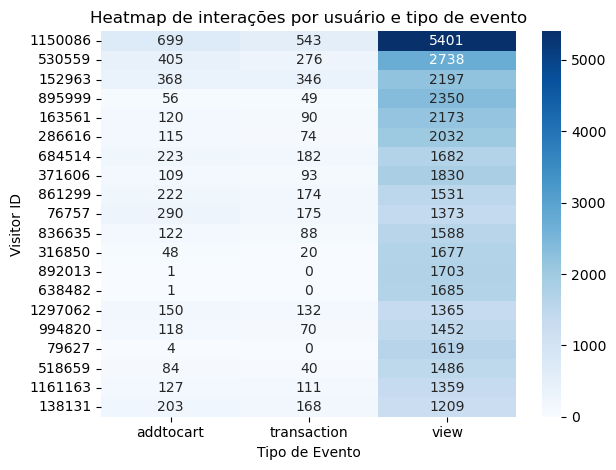 Heatmap de interações por usuário e tipo de evento
Visitor ID
1150086 699 543 5401
530559 405 276 2738
152963 368 346 2197
895999 56 49 2350
163561 120 90 2173
286616 115 74 2032
684514 223 182 1682
371606 109 93 1830
861299 222 174 1531
76757 290 175 1373
836635 122 88 1588
316850 48 20 1677
892013 1 0 1703
638482 1 0 1685
1297062 150 132 1365
994820 118 70 1452
79627 4 0 1619
518659 84 40 1486
1161163 127 111 1359
138131 203 168 1209
addtocart transaction view
Tipo de Evento
5000
4000
3000
2000
1000
0